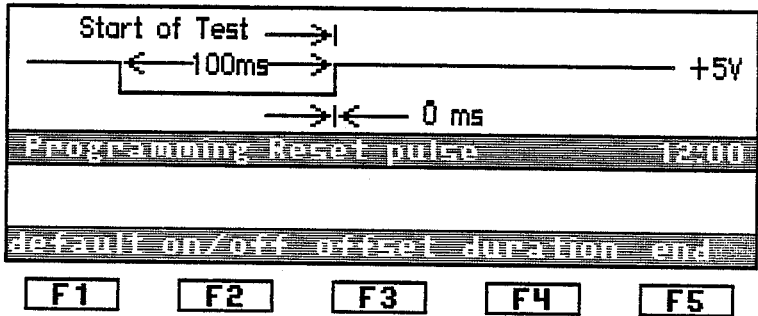 Start of Test
100ms
+5V
0 ms
Programming Reset pulse 12:00
default on/off offset duration end
F1 F2 F3 F4 F5